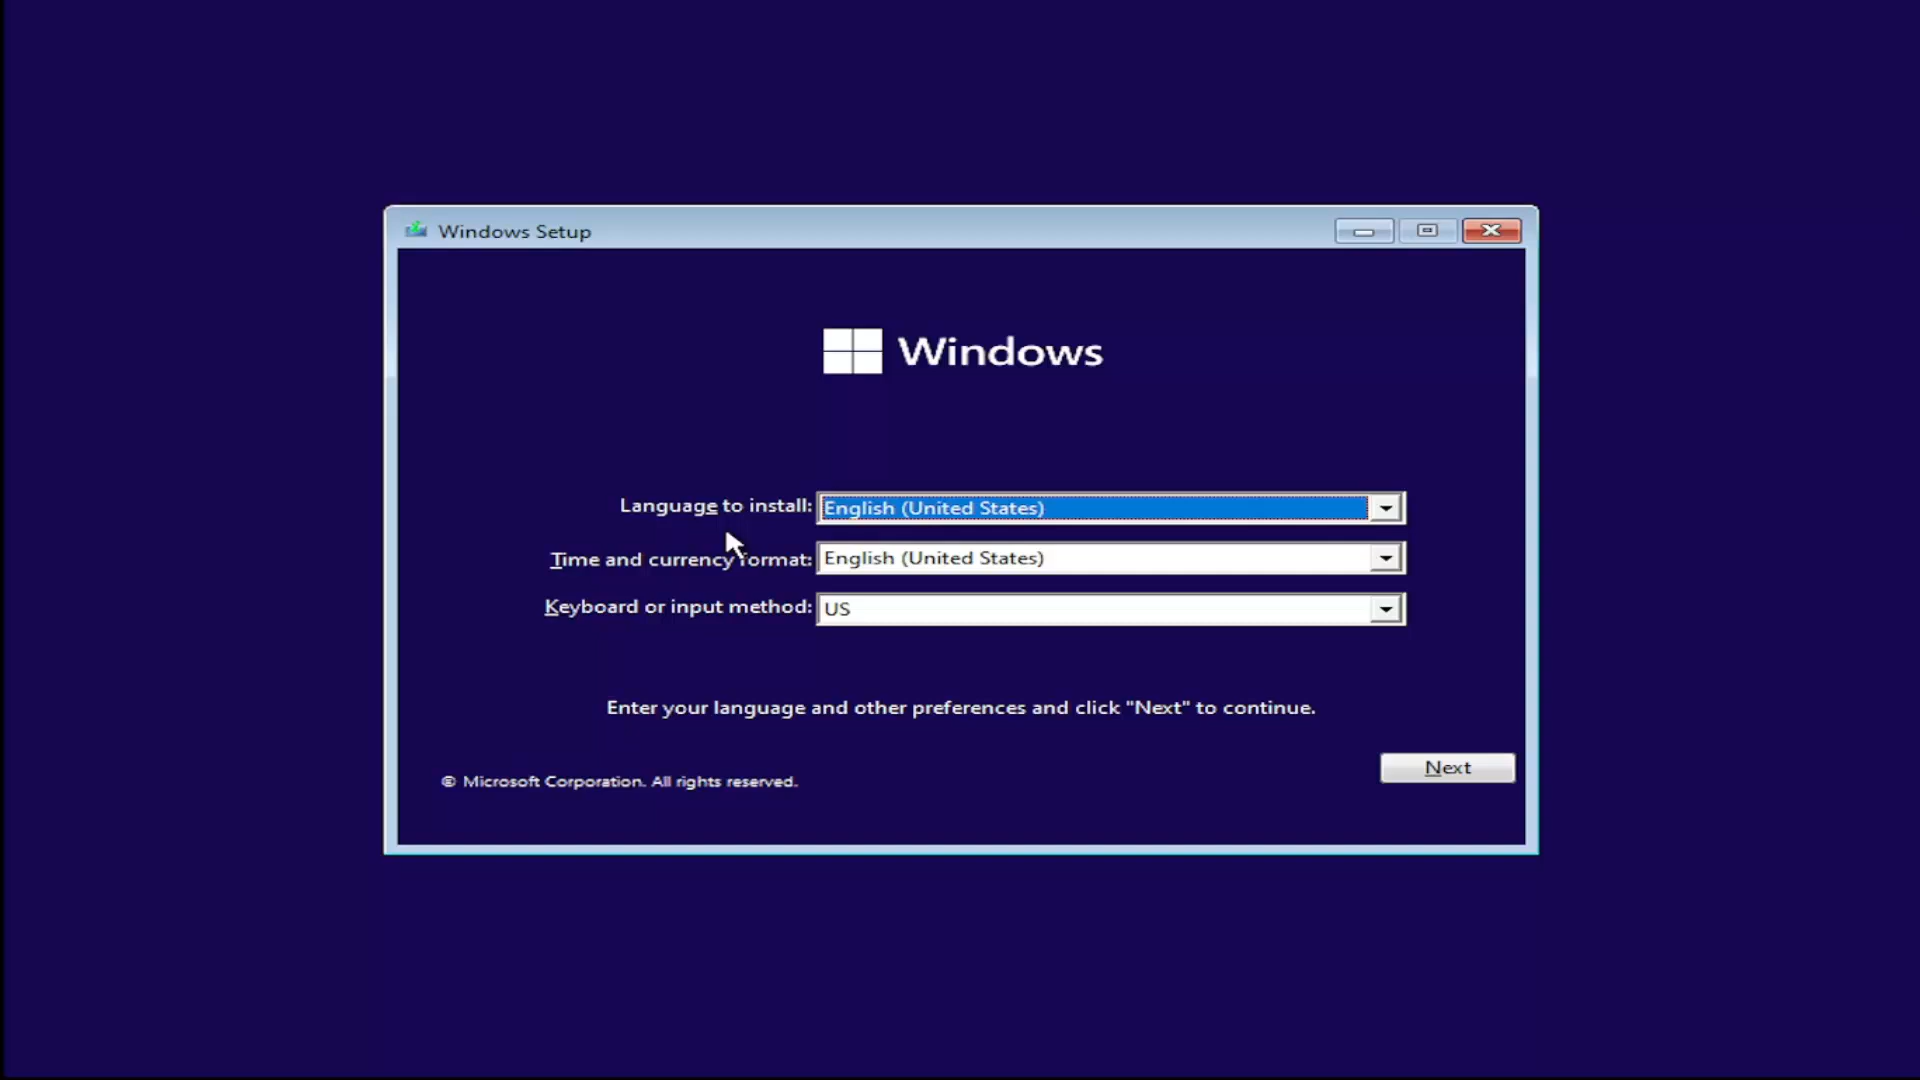 Windows Setup
Windows
Language to install: English (United States)
Time and currency format: English (United States)
Keyboard or input method: US
Enter your language and other preferences and click "Next" to continue.
© Microsoft Corporation. All rights reserved.
Next